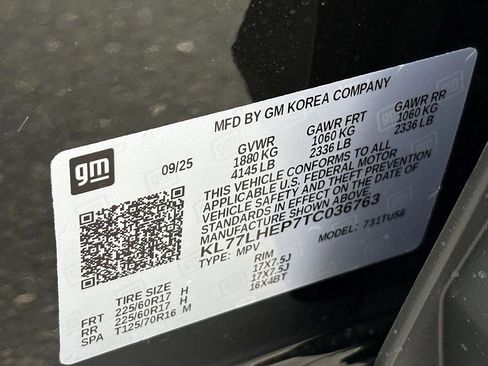 MFD BY GM KOREA COMPANY
gm
09/25
GVWR GAWR FRT GAWR RR
1880 KG 1060 KG 1060 KG
4145 LB 2336 LB 2336 LB
THIS VEHICLE CONFORMS TO ALL
APPLICABLE U.S. FEDERAL MOTOR
VEHICLE SAFETY AND THEFT PREVENTION
STANDARDS IN EFFECT ON THE DATE OF
MANUFACTURE SHOWN ABOVE.
KL77LHEP7TC036763
TYPE: MPV MODEL: 731TU58
TIRE SIZE RIM
FRT 225/60R17 H 17X7.5J
RR 225/60R17 H 17X7.5J
SPA T125/70R16 M 16X4BT